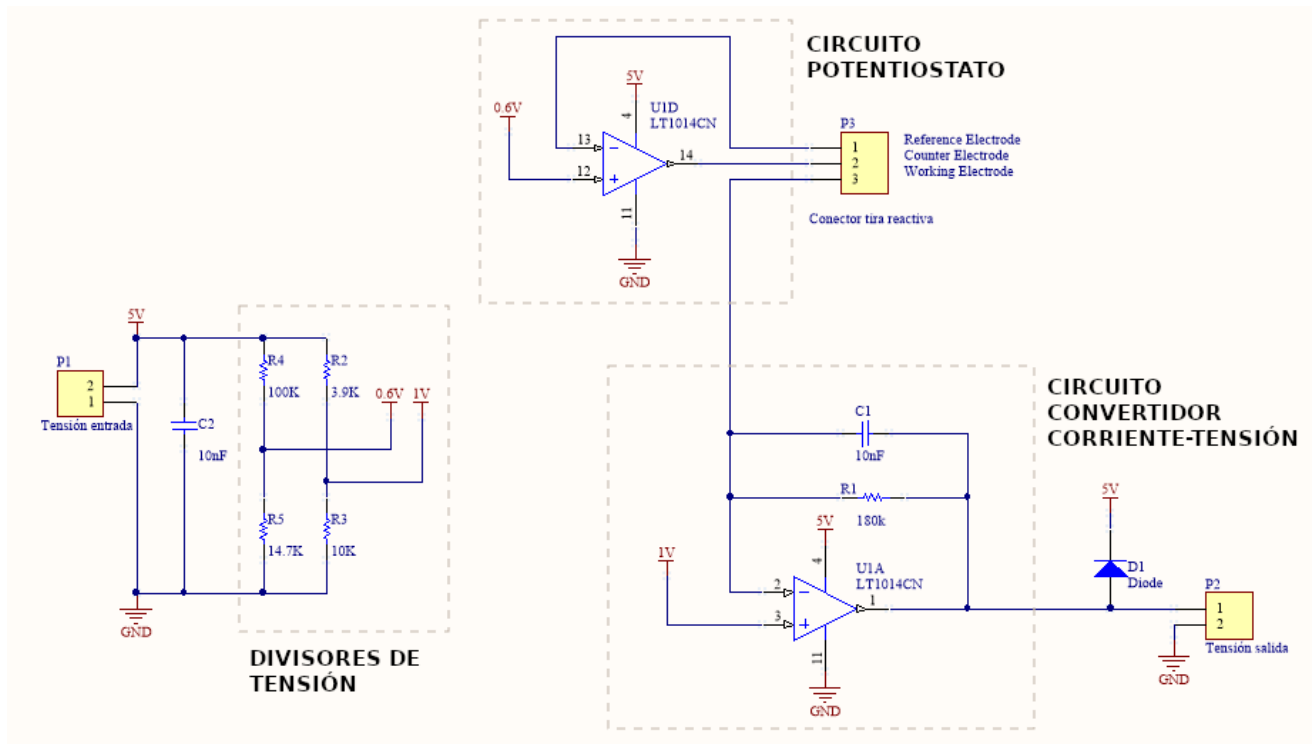 CIRCUITO
POTENTIOSTATO
5V
U1D
LT1014CN
0.6V
4
13
12
14
11
GND
P3
1
2
3
Reference Electrode
Counter Electrode
Working Electrode
Conector tira reactiva
5V
P1
2
1
Tensión entrada
C2
10nF
R4
100K
R2
3.9K
0.6V
1V
R5
14.7K
R3
10K
GND
DIVISORES DE
TENSIÓN
CIRCUITO
CONVERTIDOR
CORRIENTE-TENSIÓN
C1
10nF
R1
180k
5V
1V
4
U1A
LT1014CN
2
3
1
11
GND
5V
D1
Diode
P2
1
2
Tensión salida
GND